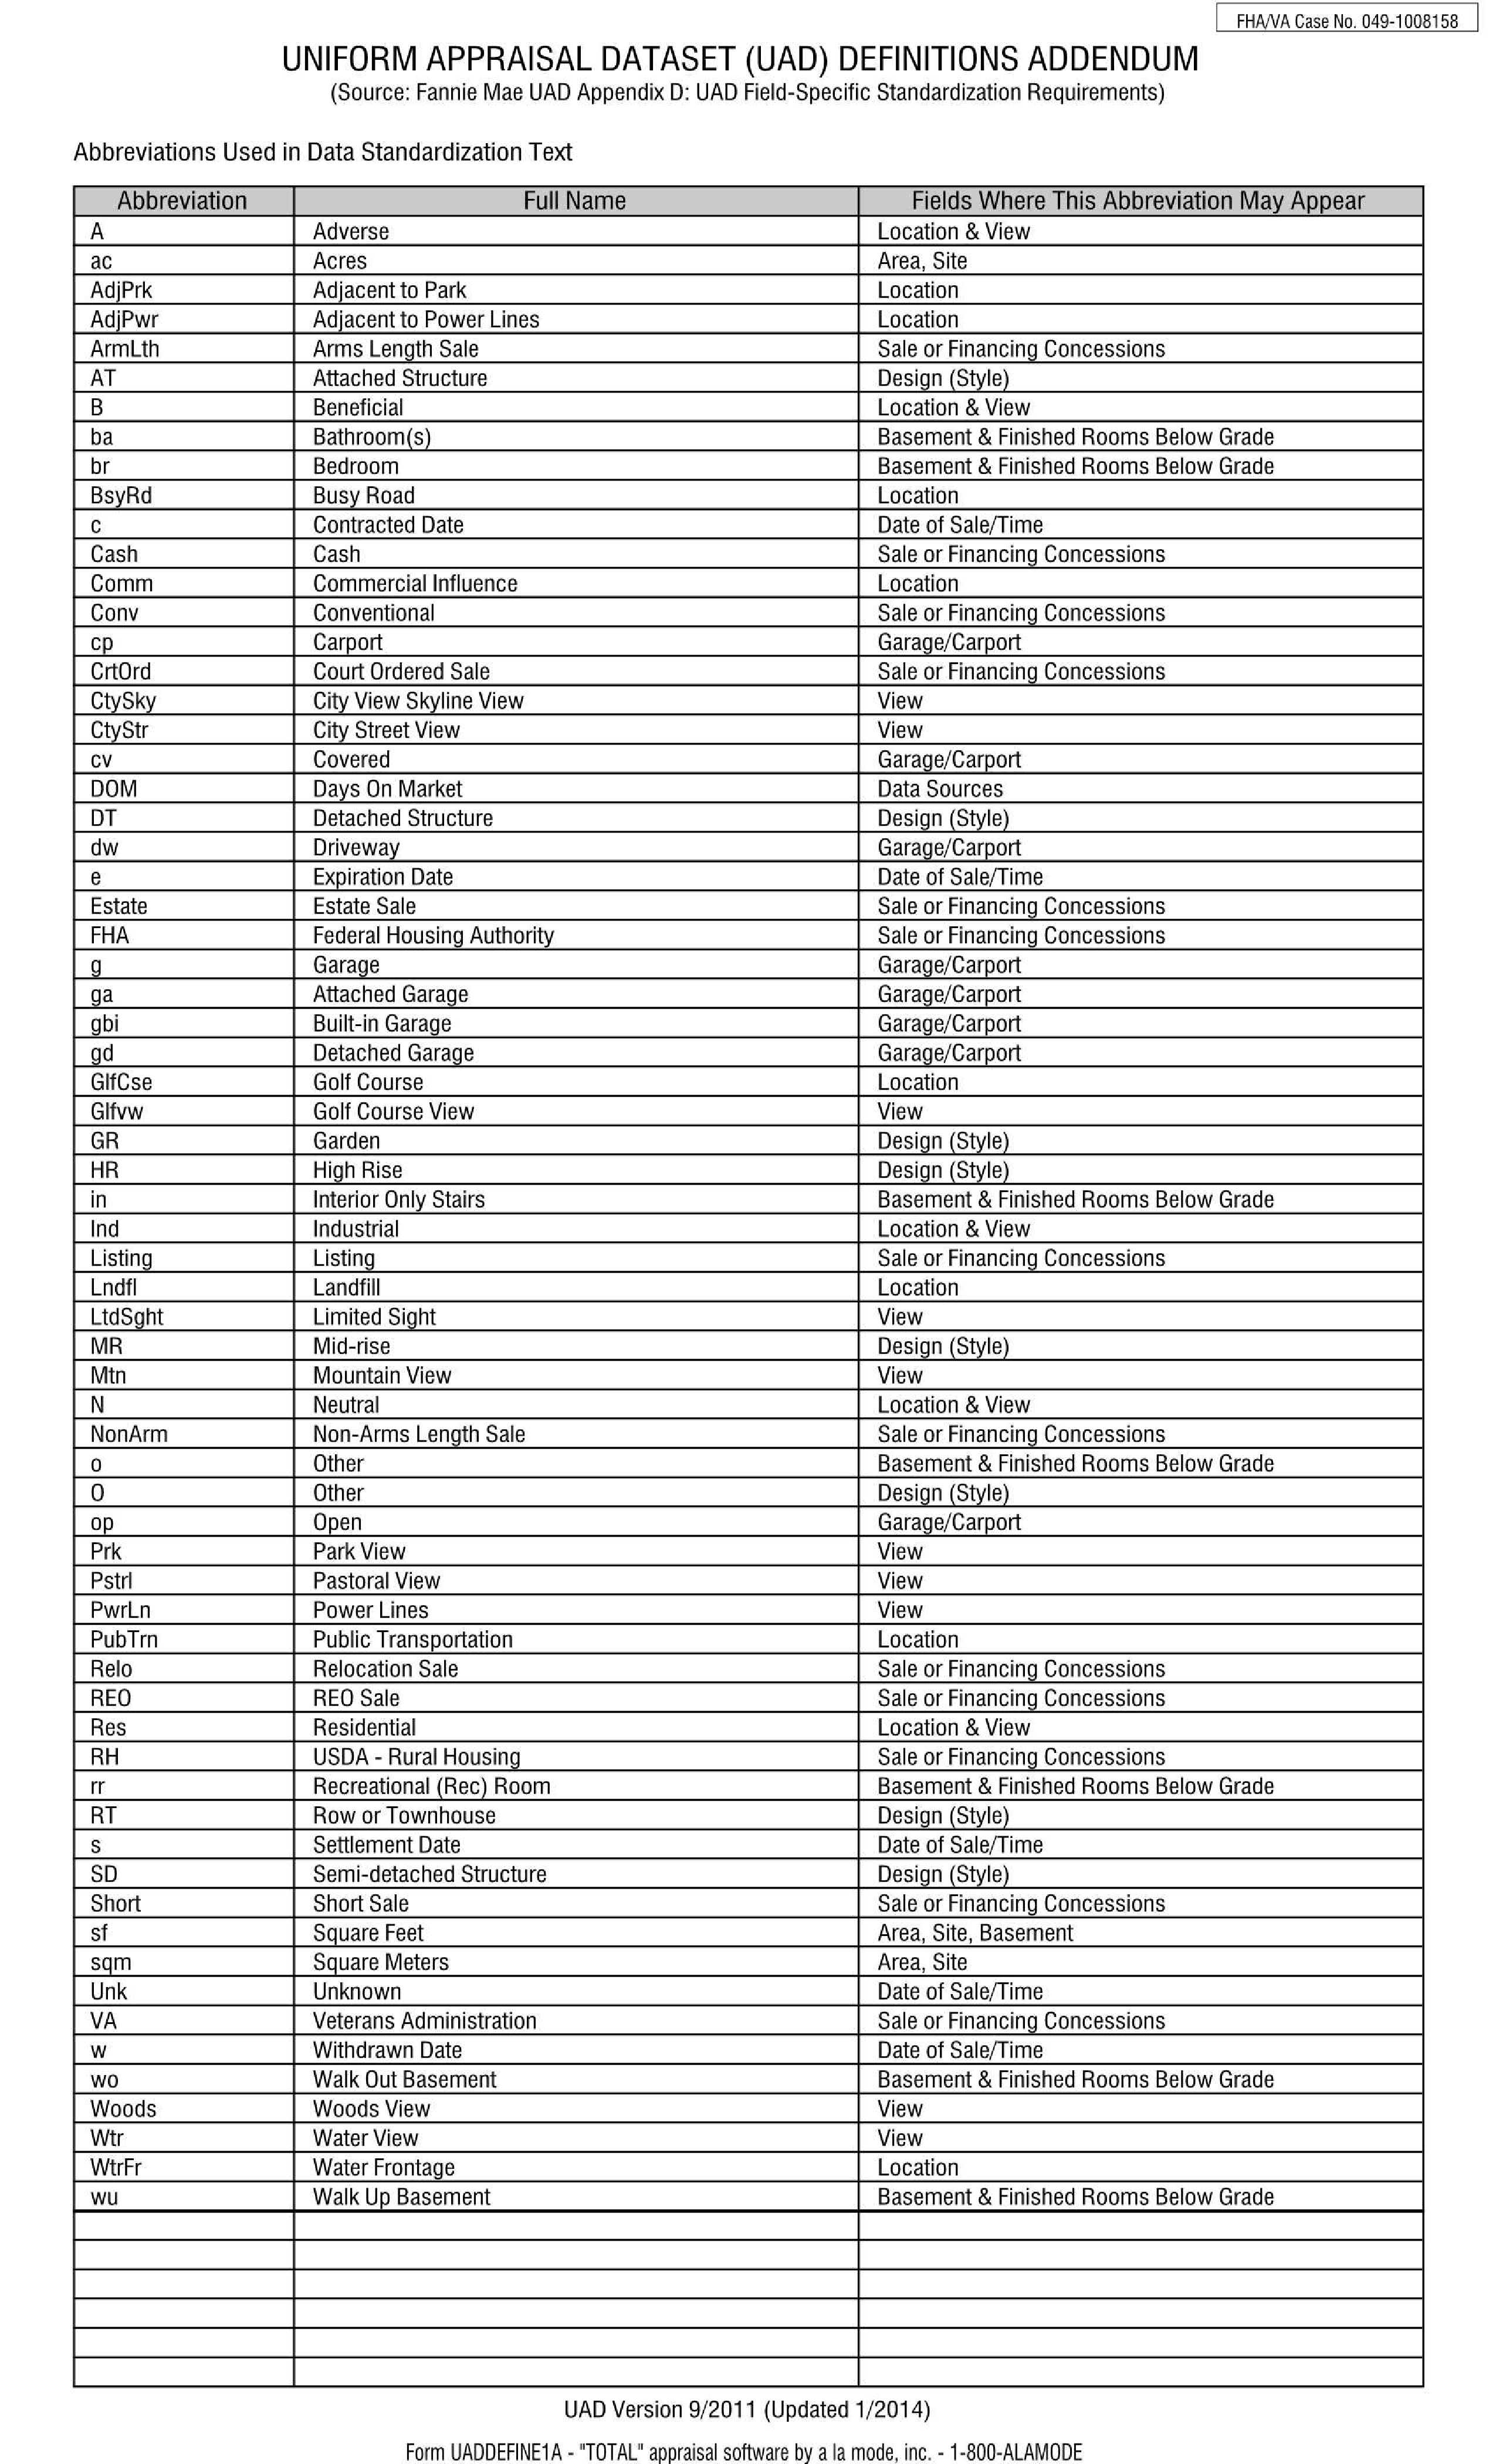 FHA/VA Case No. 049-1008158
UNIFORM APPRAISAL DATASET (UAD) DEFINITIONS ADDENDUM
(Source: Fannie Mae UAD Appendix D: UAD Field-Specific Standardization Requirements)
Abbreviations Used in Data Standardization Text
Abbreviation Full Name Fields Where This Abbreviation May Appear
A Adverse Location & View
ac Acres Area, Site
AdjPrk Adjacent to Park Location
AdjPwr Adjacent to Power Lines Location
ArmLth Arms Length Sale Sale or Financing Concessions
AT Attached Structure Design (Style)
B Beneficial Location & View
ba Bathroom(s) Basement & Finished Rooms Below Grade
br Bedroom Basement & Finished Rooms Below Grade
BsyRd Busy Road Location
c Contracted Date Date of Sale/Time
Cash Cash Sale or Financing Concessions
Comm Commercial Influence Location
Conv Conventional Sale or Financing Concessions
cp Carport Garage/Carport
CrtOrd Court Ordered Sale Sale or Financing Concessions
CtySky City View Skyline View View
CtyStr City Street View View
cv Covered Garage/Carport
DOM Days On Market Data Sources
DT Detached Structure Design (Style)
dw Driveway Garage/Carport
e Expiration Date Date of Sale/Time
Estate Estate Sale Sale or Financing Concessions
FHA Federal Housing Authority Sale or Financing Concessions
g Garage Garage/Carport
ga Attached Garage Garage/Carport
gbi Built-in Garage Garage/Carport
gd Detached Garage Garage/Carport
GlfCse Golf Course Location
Glfvw Golf Course View View
GR Garden Design (Style)
HR High Rise Design (Style)
in Interior Only Stairs Basement & Finished Rooms Below Grade
Ind Industrial Location & View
Listing Listing Sale or Financing Concessions
Lndfl Landfill Location
LtdSght Limited Sight View
MR Mid-rise Design (Style)
Mtn Mountain View View
N Neutral Location & View
NonArm Non-Arms Length Sale Sale or Financing Concessions
o Other Basement & Finished Rooms Below Grade
O Other Design (Style)
op Open Garage/Carport
Prk Park View View
Pstrl Pastoral View View
PwrLn Power Lines View
PubTrn Public Transportation Location
Relo Relocation Sale Sale or Financing Concessions
REO REO Sale Sale or Financing Concessions
Res Residential Location & View
RH USDA - Rural Housing Sale or Financing Concessions
rr Recreational (Rec) Room Basement & Finished Rooms Below Grade
RT Row or Townhouse Design (Style)
s Settlement Date Date of Sale/Time
SD Semi-detached Structure Design (Style)
Short Short Sale Sale or Financing Concessions
sf Square Feet Area, Site, Basement
sqm Square Meters Area, Site
Unk Unknown Date of Sale/Time
VA Veterans Administration Sale or Financing Concessions
w Withdrawn Date Date of Sale/Time
wo Walk Out Basement Basement & Finished Rooms Below Grade
Woods Woods View View
Wtr Water View View
WtrFr Water Frontage Location
wu Walk Up Basement Basement & Finished Rooms Below Grade
UAD Version 9/2011 (Updated 1/2014)
Form UADDEFINE1A - "TOTAL" appraisal software by a la mode, inc. - 1-800-ALAMODE